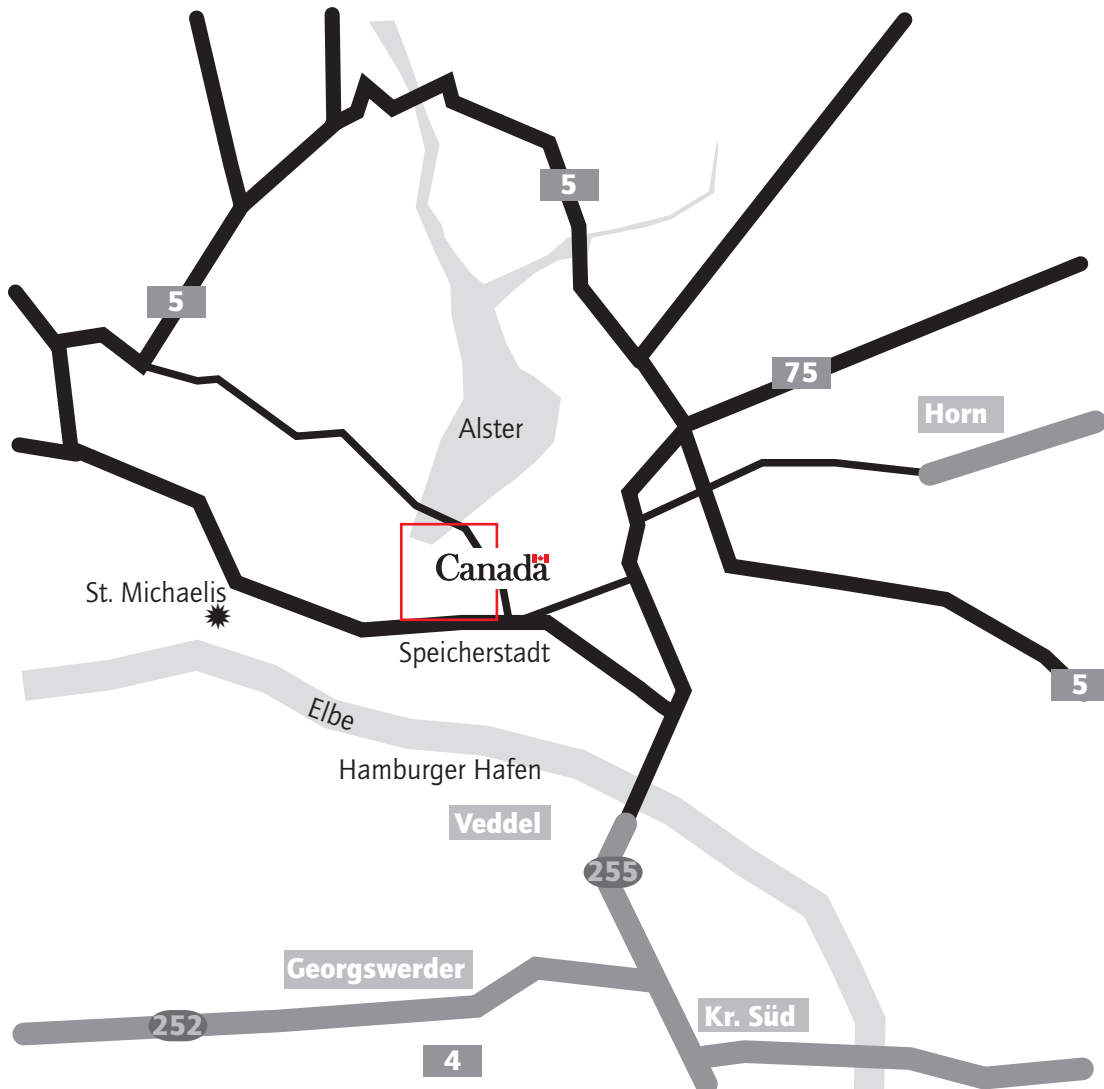 5
5
75
Horn
Alster
Canada
St. Michaelis
Speicherstadt
5
Elbe
Hamburger Hafen
Veddel
255
Georgswerder
252
Kr. Süd
4